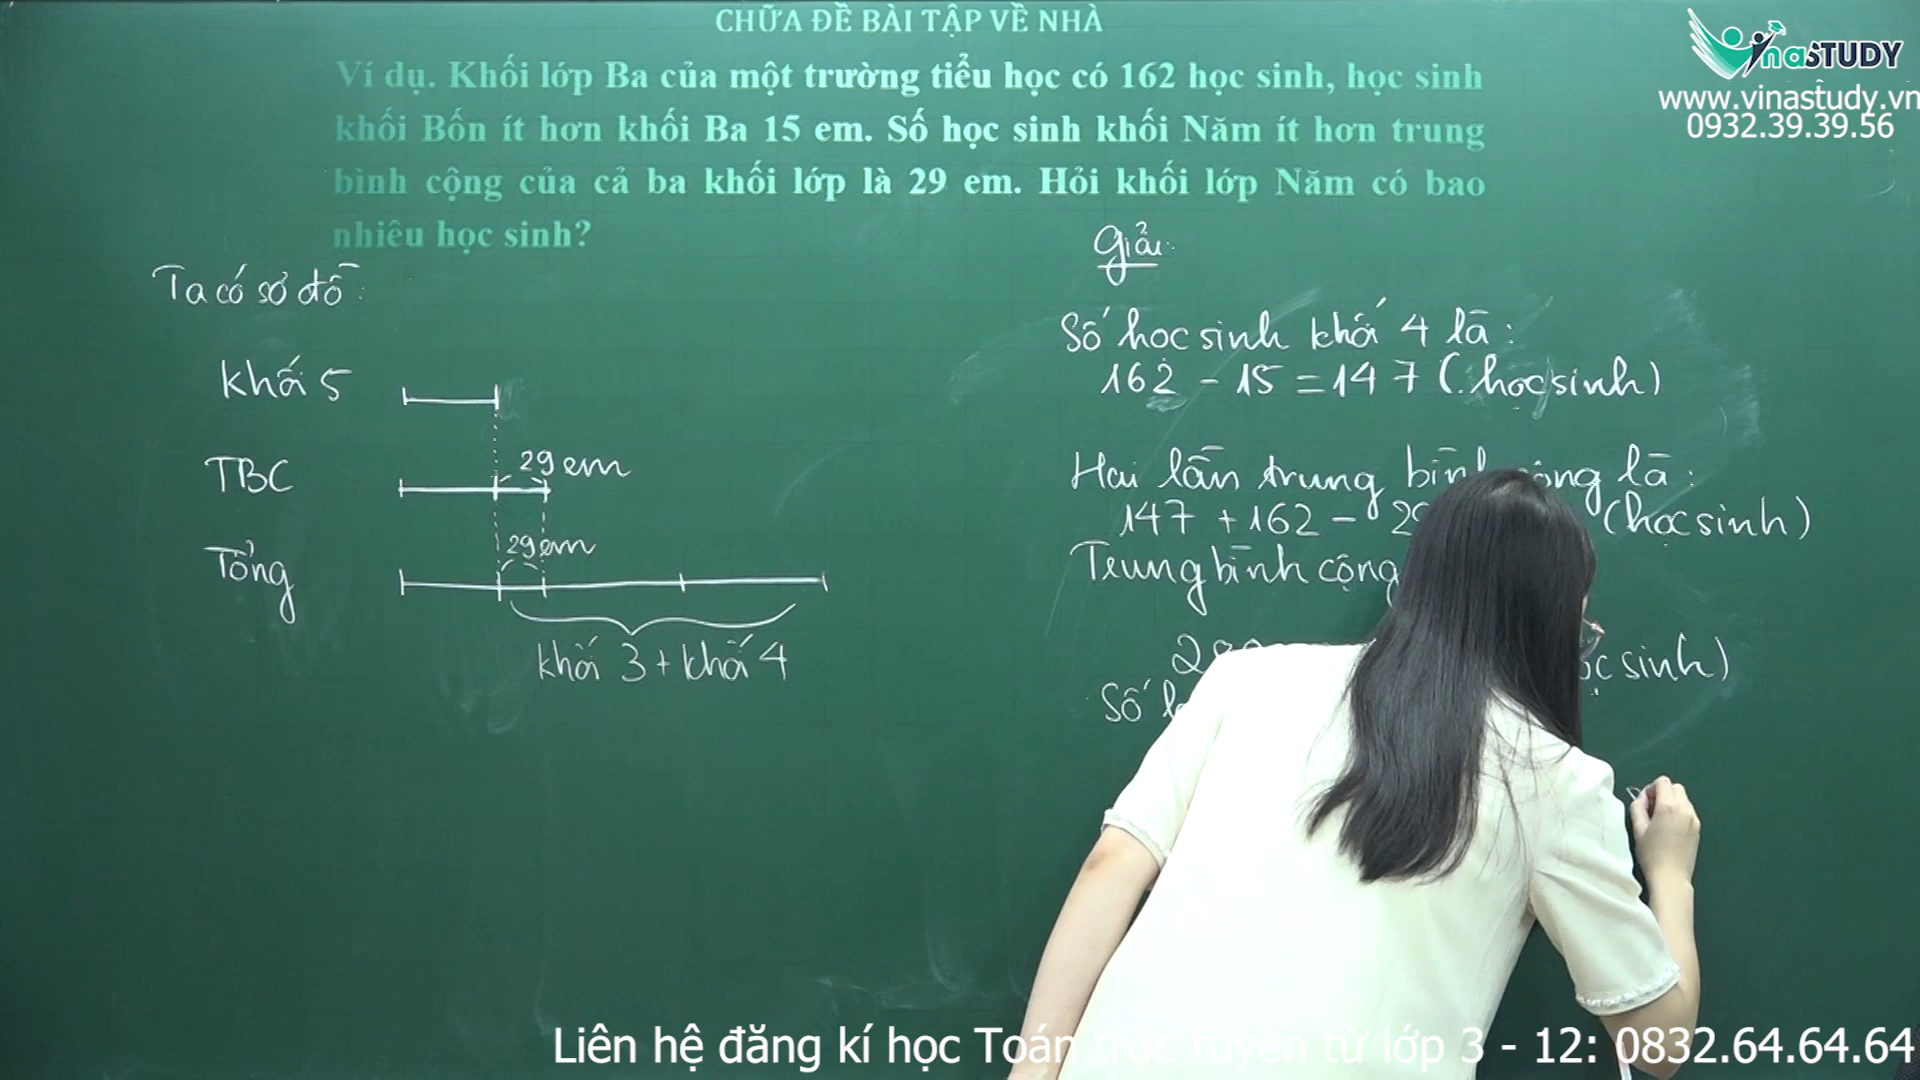 CHỮA ĐỀ BÀI TẬP VỀ NHÀ
VinaSTUDY
www.vinastudy.vn
0932.39.39.56
Ví dụ. Khối lớp Ba của một trường tiểu học có 162 học sinh, học sinh
khối Bốn ít hơn khối Ba 15 em. Số học sinh khối Năm ít hơn trung
bình cộng của cả ba khối lớp là 29 em. Hỏi khối lớp Năm có bao
nhiêu học sinh?
Ta có sơ đồ:
Khối 5
TBC
29 em
Tổng
29 em
khối 3 + khối 4
Giải:
Số học sinh khối 4 là:
162 - 15 = 147 (học sinh)
Hai lần trung bình cộng là:
147 + 162 - (học sinh)
Trung bình cộng
học sinh)
Số
Liên hệ đăng kí học Toán trực tuyến từ lớp 3 - 12: 0832.64.64.64